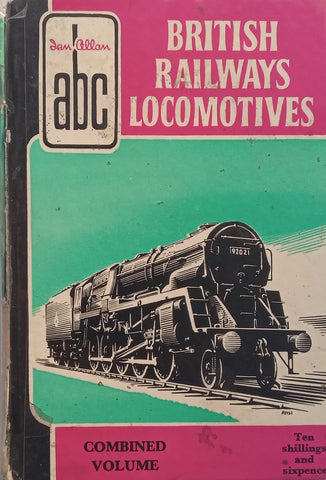 Ian Allan
abc
BRITISH
RAILWAYS
LOCOMOTIVES
92021
COMBINED
VOLUME
Ten
shillings
and
sixpence